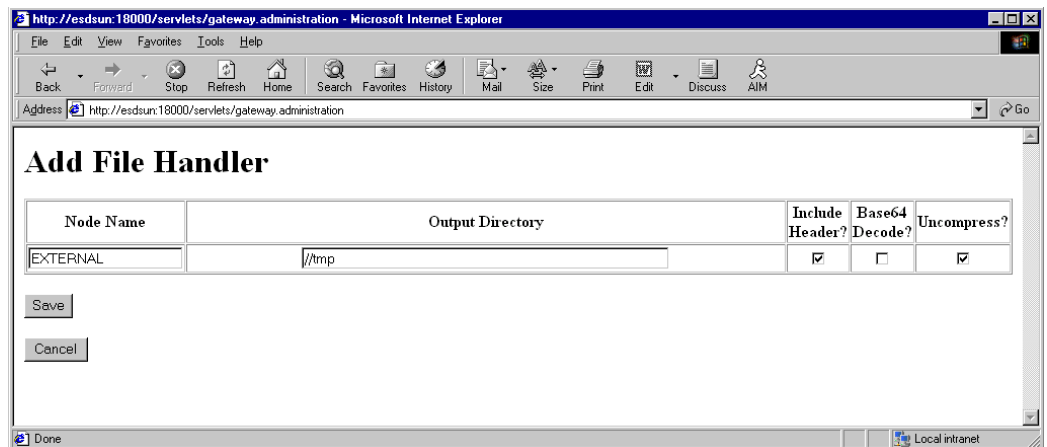 http://esdsun:18000/servlets/gateway.administration - Microsoft Internet Explorer
File Edit View Favorites Tools Help
Back Forward Stop Refresh Home Search Favorites History Mail Size Print Edit Discuss AIM
Address http://esdsun:18000/servlets/gateway.administration Go
Add File Handler
Node Name Output Directory Include Header? Base64 Decode? Uncompress?
EXTERNAL //tmp
Save
Cancel
Done Local intranet